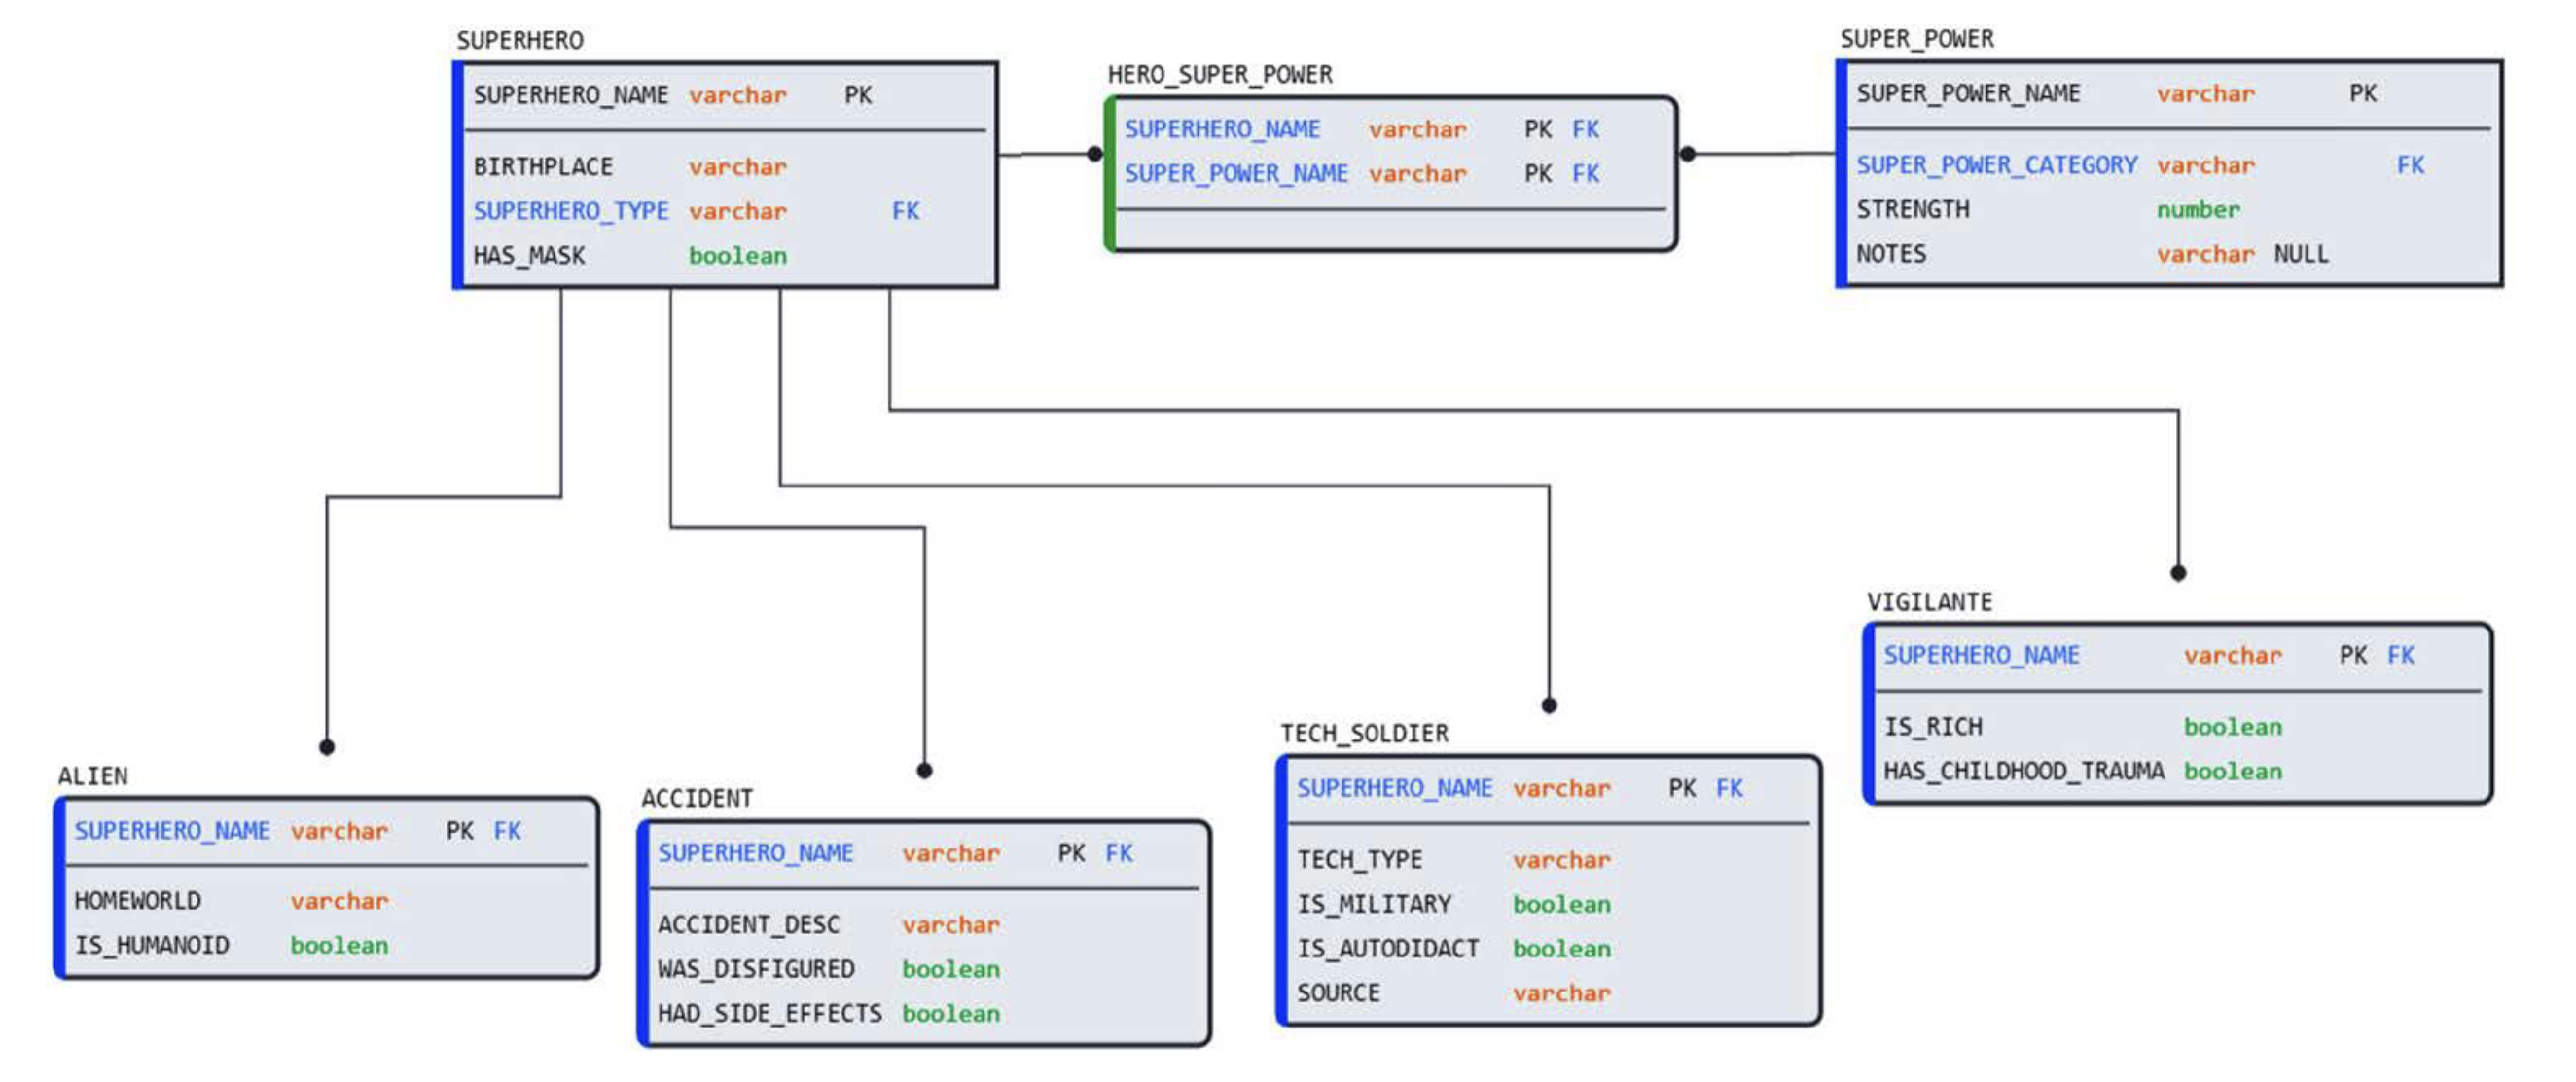 SUPERHERO
SUPERHERO_NAME varchar PK
BIRTHPLACE varchar
SUPERHERO_TYPE varchar FK
HAS_MASK boolean
HERO_SUPER_POWER
SUPERHERO_NAME varchar PK FK
SUPER_POWER_NAME varchar PK FK
SUPER_POWER
SUPER_POWER_NAME varchar PK
SUPER_POWER_CATEGORY varchar FK
STRENGTH number
NOTES varchar NULL
ALIEN
SUPERHERO_NAME varchar PK FK
HOMEWORLD varchar
IS_HUMANOID boolean
ACCIDENT
SUPERHERO_NAME varchar PK FK
ACCIDENT_DESC varchar
WAS_DISFIGURED boolean
HAD_SIDE_EFFECTS boolean
TECH_SOLDIER
SUPERHERO_NAME varchar PK FK
TECH_TYPE varchar
IS_MILITARY boolean
IS_AUTODIDACT boolean
SOURCE varchar
VIGILANTE
SUPERHERO_NAME varchar PK FK
IS_RICH boolean
HAS_CHILDHOOD_TRAUMA boolean